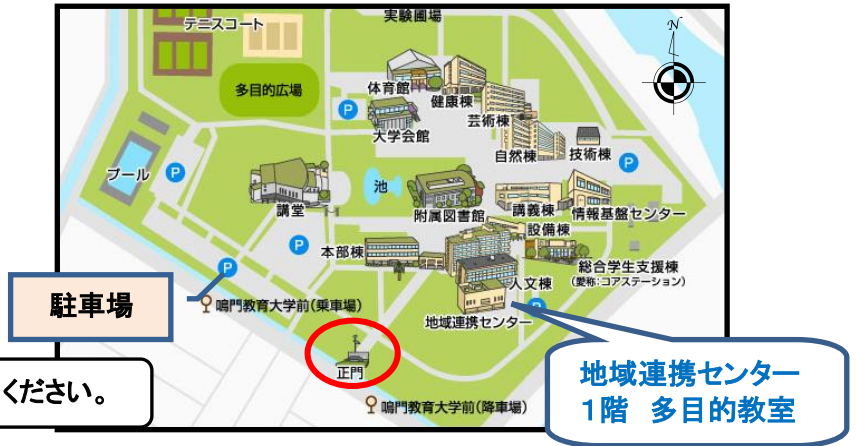 テニスコート
実験圃場
N
多目的広場
P
体育館
健康棟
大学会館
芸術棟
自然棟
技術棟
P
プール
P
池
講堂
附属図書館
講義棟
情報基盤センター
設備棟
P
本部棟
総合学生支援棟
(愛称:コアステーション)
P
人文棟
P
駐車場
鳴門教育大学前(乗車場)
地域連携センター
正門
ください。
鳴門教育大学前(降車場)
地域連携センター
1階 多目的教室